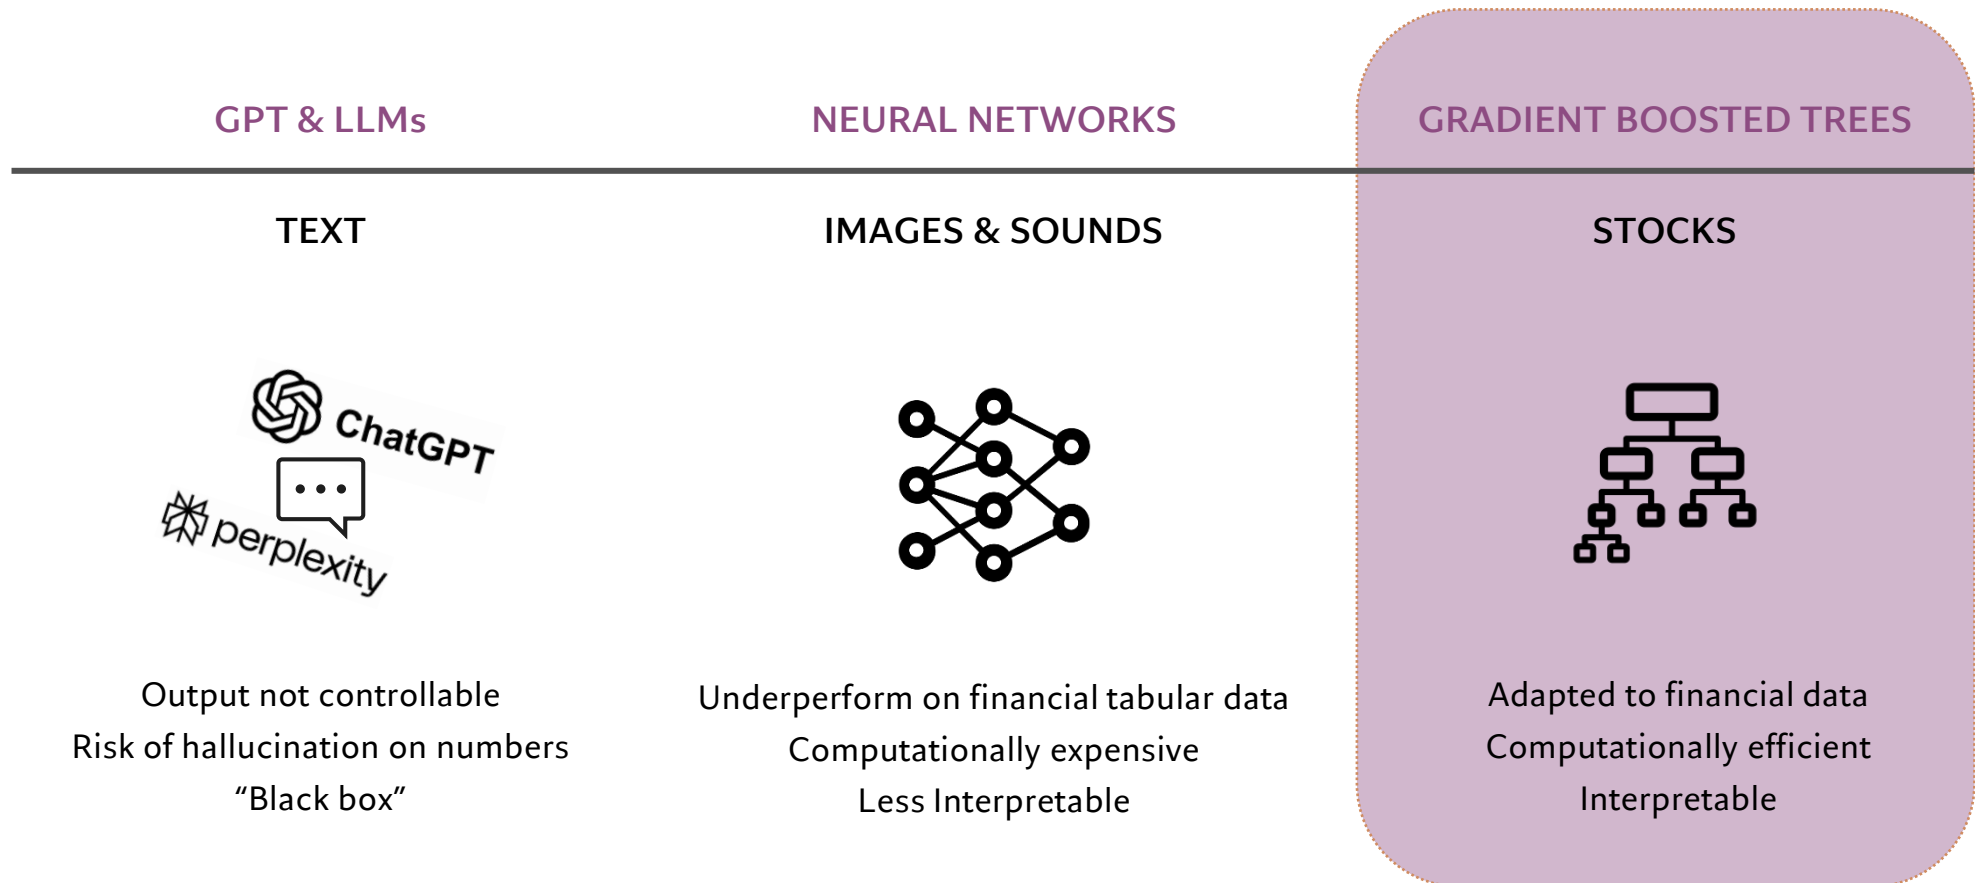 GPT & LLMs
NEURAL NETWORKS
GRADIENT BOOSTED TREES
TEXT
IMAGES & SOUNDS
STOCKS
ChatGPT
perplexity
Output not controllable
Risk of hallucination on numbers
“Black box”
Underperform on financial tabular data
Computationally expensive
Less Interpretable
Adapted to financial data
Computationally efficient
Interpretable